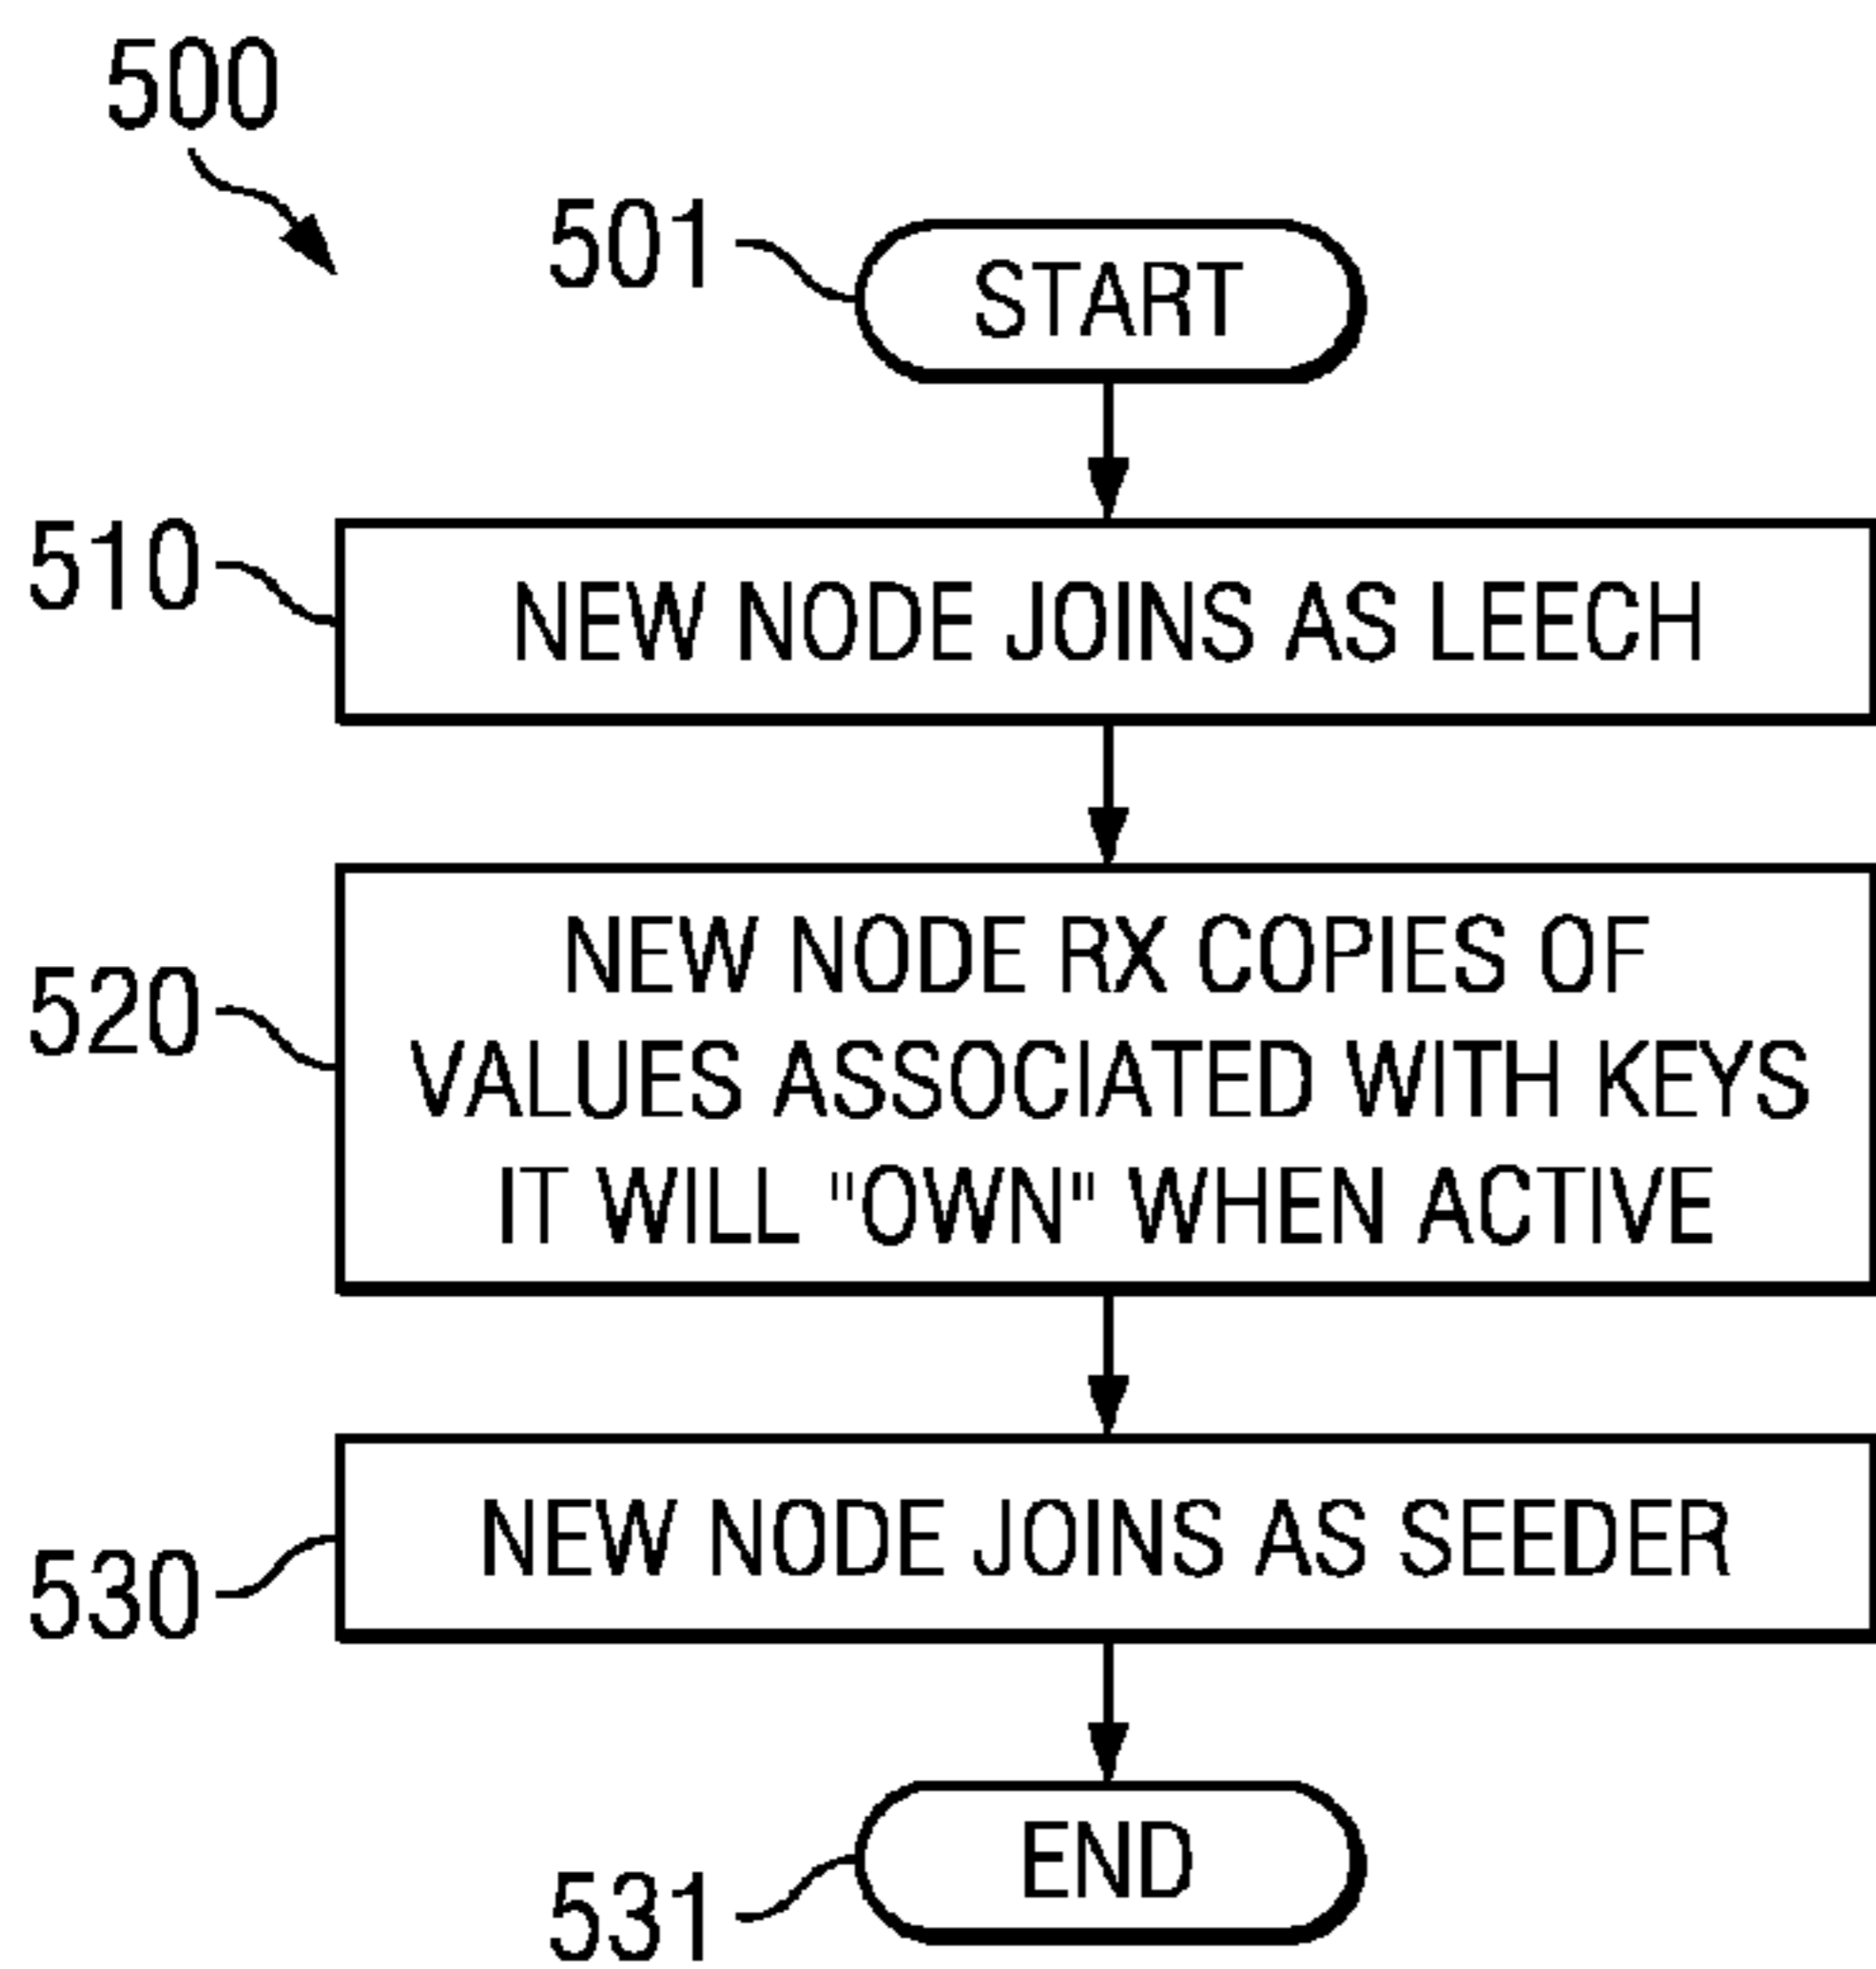 500
501
START
510
NEW NODE JOINS AS LEECH
520
NEW NODE RX COPIES OF
VALUES ASSOCIATED WITH KEYS
IT WILL "OWN" WHEN ACTIVE
530
NEW NODE JOINS AS SEEDER
531
END